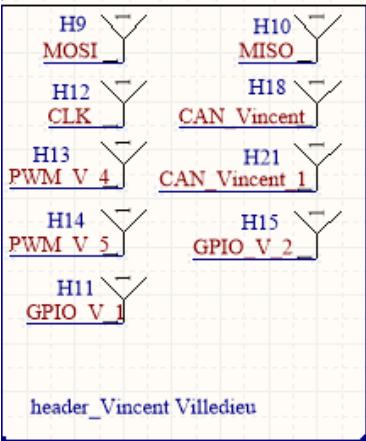 H9
MOSI
H10
MISO
H12
CLK
H18
CAN_Vincent
H13
PWM_V_4
H21
CAN_Vincent_1
H14
PWM_V_5
H15
GPIO_V_2
H11
GPIO_V_1
header_Vincent Villedieu